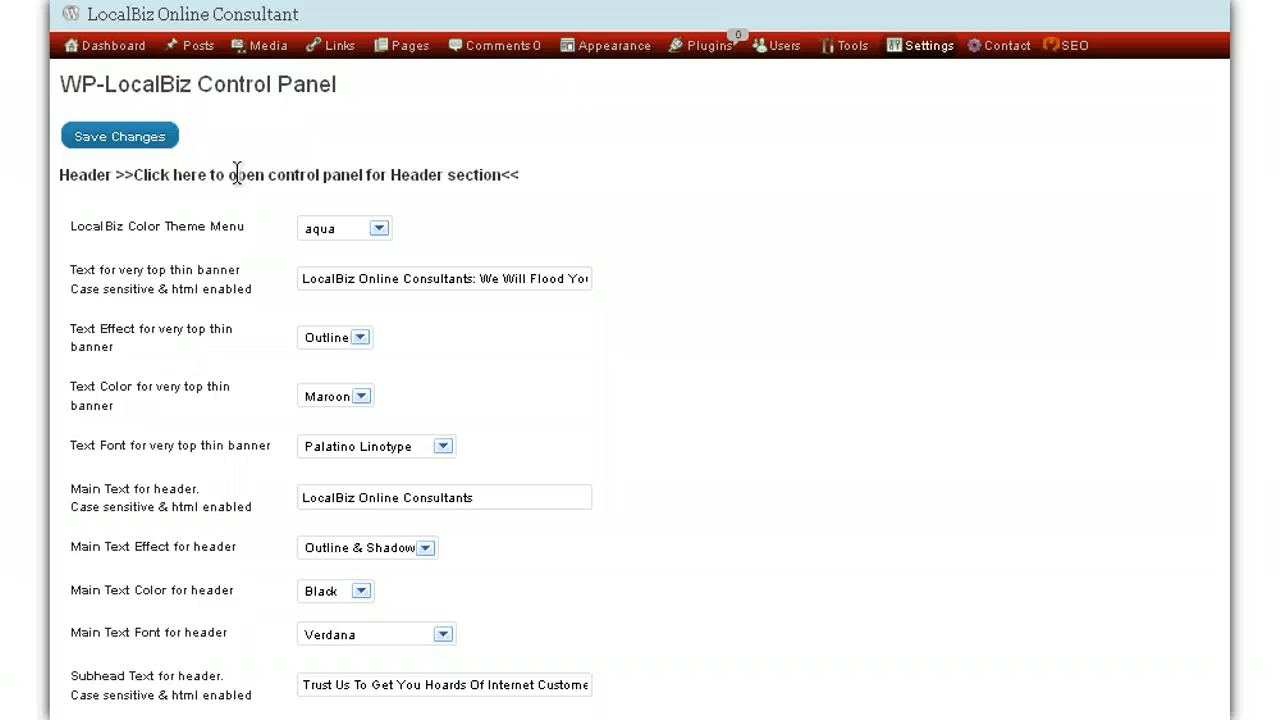 LocalBiz Online Consultant
0
Dashboard Posts Media Links Pages Comments 0 Appearance Plugins Users Tools Settings Contact SEO
WP-LocalBiz Control Panel
Save Changes
Header >>Click here to open control panel for Header section<<
LocalBiz Color Theme Menu aqua
Text for very top thin banner
Case sensitive & html enabled
LocalBiz Online Consultants: We Will Flood You
Text Effect for very top thin
banner
Outline
Text Color for very top thin
banner
Maroon
Text Font for very top thin banner Palatino Linotype
Main Text for header.
Case sensitive & html enabled
LocalBiz Online Consultants
Main Text Effect for header Outline & Shadow
Main Text Color for header Black
Main Text Font for header Verdana
Subhead Text for header.
Case sensitive & html enabled
Trust Us To Get You Hoards Of Internet Custome